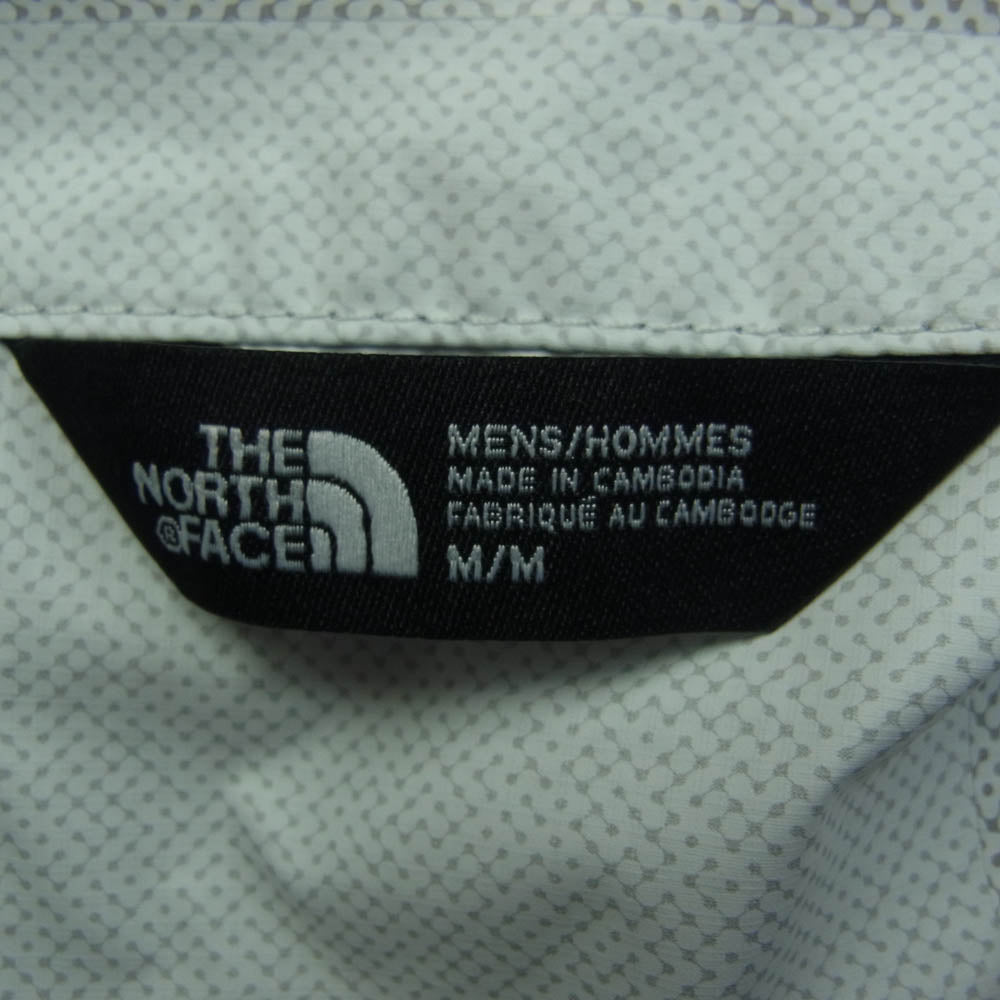 THE
NORTH
®FACE
MENS/HOMMES
MADE IN CAMBODIA
FABRIQUÉ AU CAMBODGE
M/M